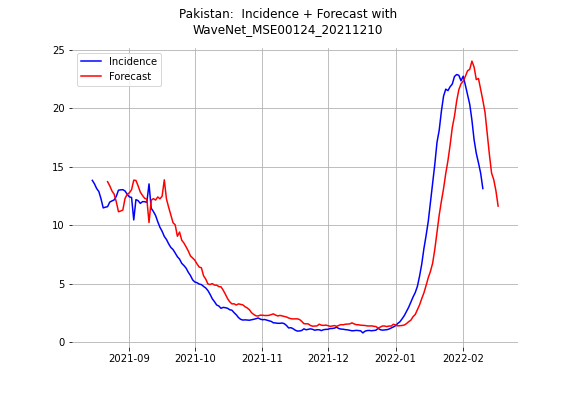 Pakistan:  Incidence + Forecast with
WaveNet_MSE00124_20211210
25
20
15
10
5
0
Incidence
Forecast
2021-09 2021-10 2021-11 2021-12 2022-01 2022-02